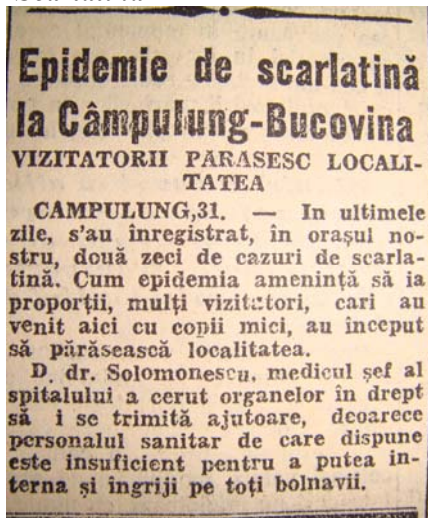 Epidemie de scarlatină
la Câmpulung-Bucovina
VIZITATORII PARASESC LOCALI-
TATEA
CAMPULUNG,31. — In ultimele
zile, s'au înregistrat, în orașul no-
stru, două zeci de cazuri de scarla-
tină. Cum epidemia amenință să ia
proporții, mulți vizitatori, cari au
venit aici cu copii mici, au început
să părăsească localitatea.
D. dr. Solomonescu, medicul șef al
spitalului a cerut organelor în drept
să i se trimită ajutoare, deoarece
personalul sanitar de care dispune
este insuficient pentru a putea in-
terna și îngriji pe toți bolnavii.